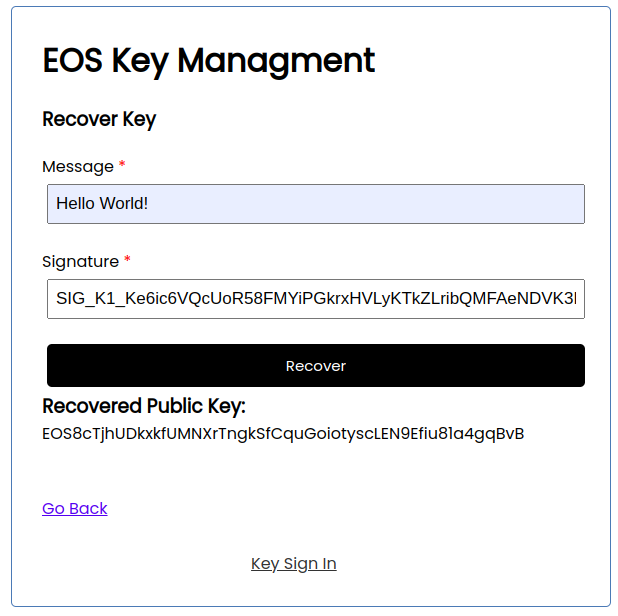 EOS Key Managment
Recover Key
Message *
Hello World!
Signature *
SIG_K1_Ke6ic6VQcUoR58FMYiPGkrxHVLyKTkZLribQMFAeNDVK3
Recover
Recovered Public Key:
EOS8cTjhUDkxkfUMNXrTngkSfCquGoiotyscLEN9Efiu81a4gqBvB
Go Back
Key Sign In